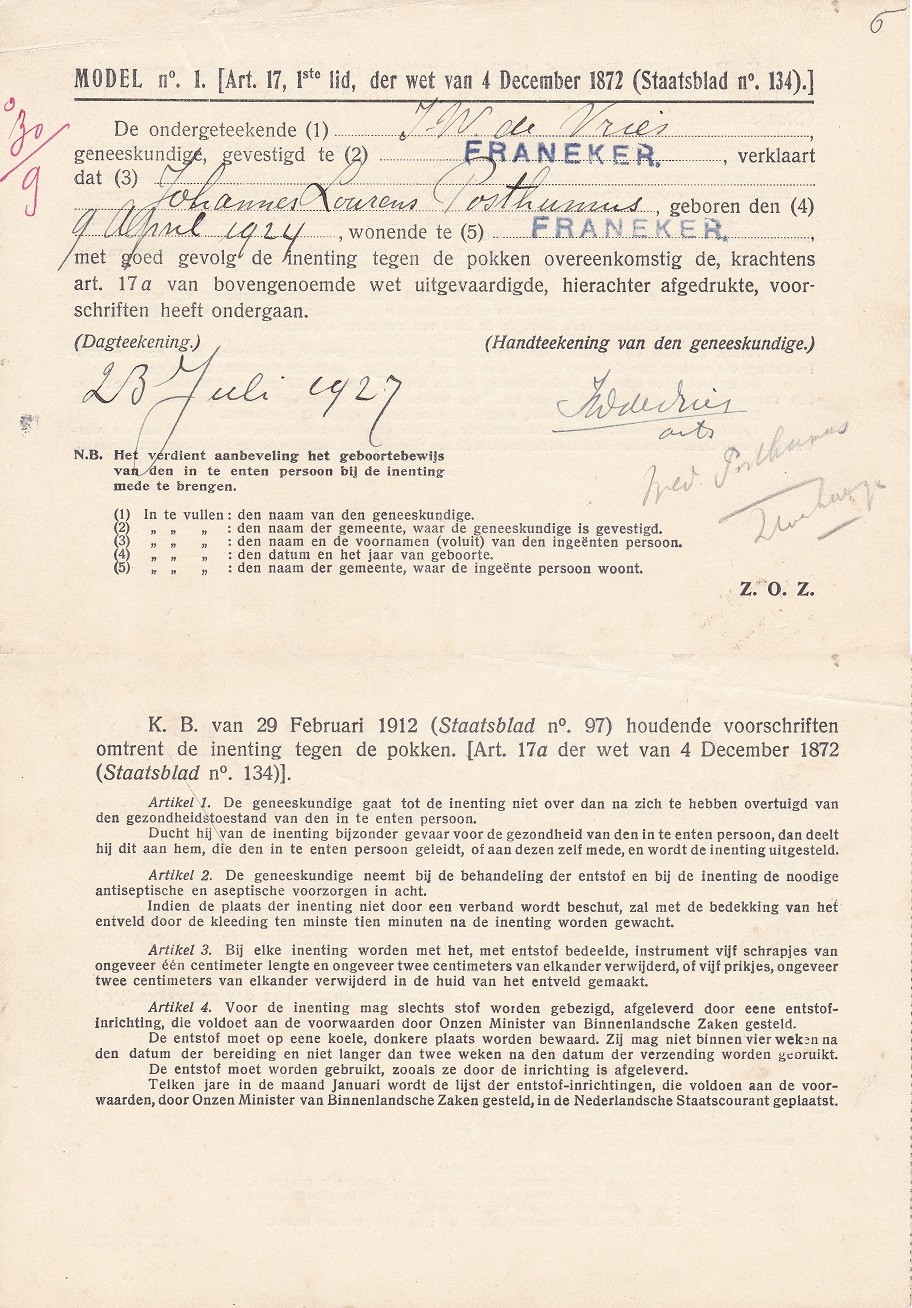 6
MODEL nº. 1. [Art. 17, 1ste lid, der wet van 4 December 1872 (Staatsblad nº. 134).]
30/9
De ondergeteekende (1) J.W. de Vries,
geneeskundige, gevestigd te (2) FRANEKER., verklaart
dat (3)
Johannes Lourens Posthumus, geboren den (4)
9 April 1924, wonende te (5) FRANEKER.,
met goed gevolg de inenting tegen de pokken overeenkomstig de, krachtens
art. 17a van bovengenoemde wet uitgevaardigde, hierachter afgedrukte, voor-
schriften heeft ondergaan.
(Dagteekening.) (Handteekening van den geneeskundige.)
23 Juli 1927
JWdeVries
arts
Posthumus
N.B. Het verdient aanbeveling het geboortebewijs
van den in te enten persoon bij de inenting
mede te brengen.
(1) In te vullen : den naam van den geneeskundige.
(2) „ „ „ : den naam der gemeente, waar de geneeskundige is gevestigd.
(3) „ „ „ : den naam en de voornamen (voluit) van den ingeënten persoon.
(4) „ „ „ : den datum en het jaar van geboorte.
(5) „ „ „ : den naam der gemeente, waar de ingeënte persoon woont.
Z. O. Z.
K. B. van 29 Februari 1912 (Staatsblad nº. 97) houdende voorschriften
omtrent de inenting tegen de pokken. [Art. 17a der wet van 4 December 1872
(Staatsblad nº. 134)].
Artikel 1. De geneeskundige gaat tot de inenting niet over dan na zich te hebben overtuigd van
den gezondheidstoestand van den in te enten persoon.
Ducht hij van de inenting bijzonder gevaar voor de gezondheid van den in te enten persoon, dan deelt
hij dit aan hem, die den in te enten persoon geleidt, of aan dezen zelf mede, en wordt de inenting uitgesteld.
Artikel 2. De geneeskundige neemt bij de behandeling der entstof en bij de inenting de noodige
antiseptische en aseptische voorzorgen in acht.
Indien de plaats der inenting niet door een verband wordt beschut, zal met de bedekking van het
entveld door de kleeding ten minste tien minuten na de inenting worden gewacht.
Artikel 3. Bij elke inenting worden met het, met entstof bedeelde, instrument vijf schrapjes van
ongeveer één centimeter lengte en ongeveer twee centimeters van elkander verwijderd, of vijf prikjes, ongeveer
twee centimeters van elkander verwijderd in de huid van het entveld gemaakt.
Artikel 4. Voor de inenting mag slechts stof worden gebezigd, afgeleverd door eene entstof-
inrichting, die voldoet aan de voorwaarden door Onzen Minister van Binnenlandsche Zaken gesteld.
De entstof moet op eene koele, donkere plaats worden bewaard. Zij mag niet binnen vier weken na
den datum der bereiding en niet langer dan twee weken na den datum der verzending worden gebruikt.
De entstof moet worden gebruikt, zooals ze door de inrichting is afgeleverd.
Telken jare in de maand Januari wordt de lijst der entstof-inrichtingen, die voldoen aan de voor-
waarden, door Onzen Minister van Binnenlandsche Zaken gesteld, in de Nederlandsche Staatscourant geplaatst.